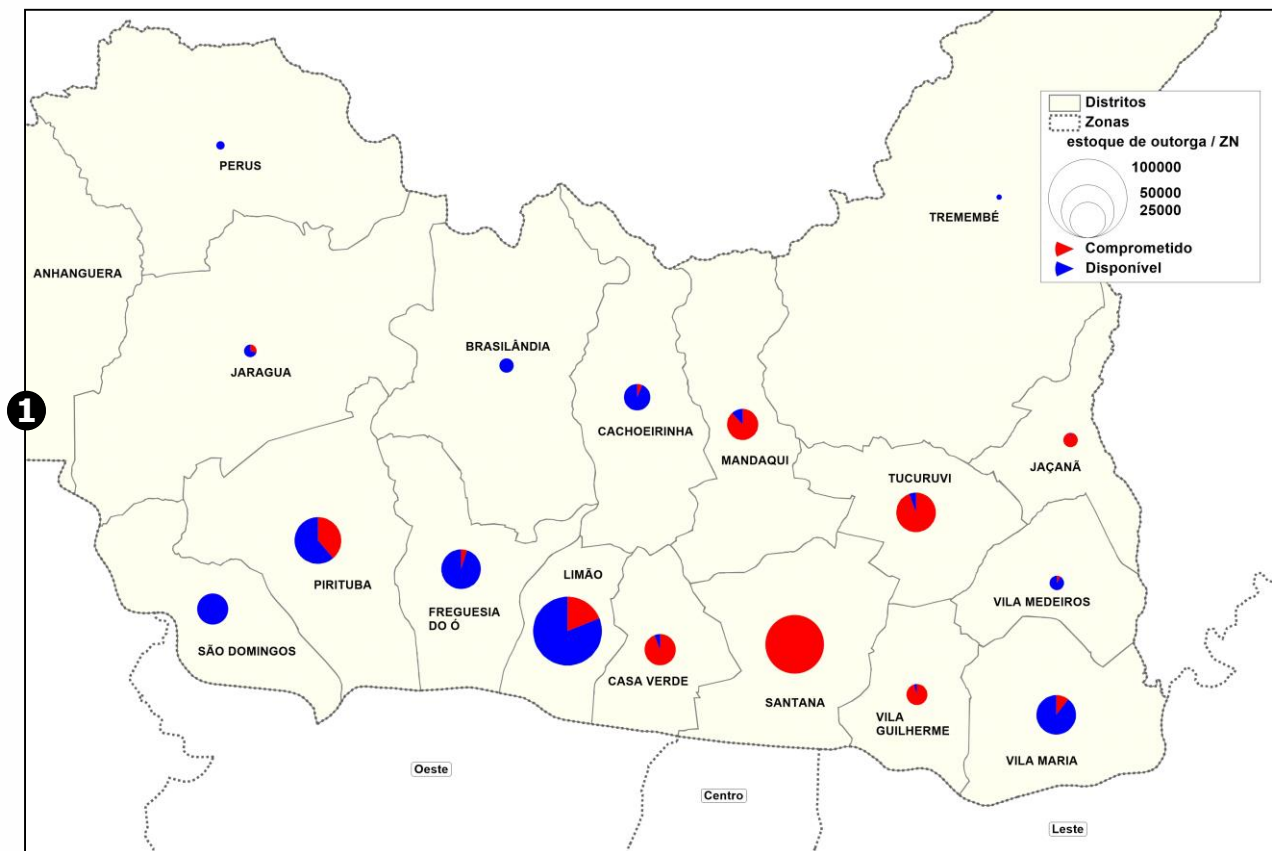 Distritos
Zonas
estoque de outorga / ZN
100000
50000
25000
Comprometido
Disponível
PERUS
TREMEMBÉ
ANHANGUERA
BRASILÂNDIA
JARAGUA
1
CACHOEIRINHA
MANDAQUI
JAÇANÃ
TUCURUVI
LIMÃO
PIRITUBA
FREGUESIA
DO Ó
VILA MEDEIROS
SÃO DOMINGOS
CASA VERDE
SANTANA
VILA
GUILHERME
VILA MARIA
Oeste
Centro
Leste